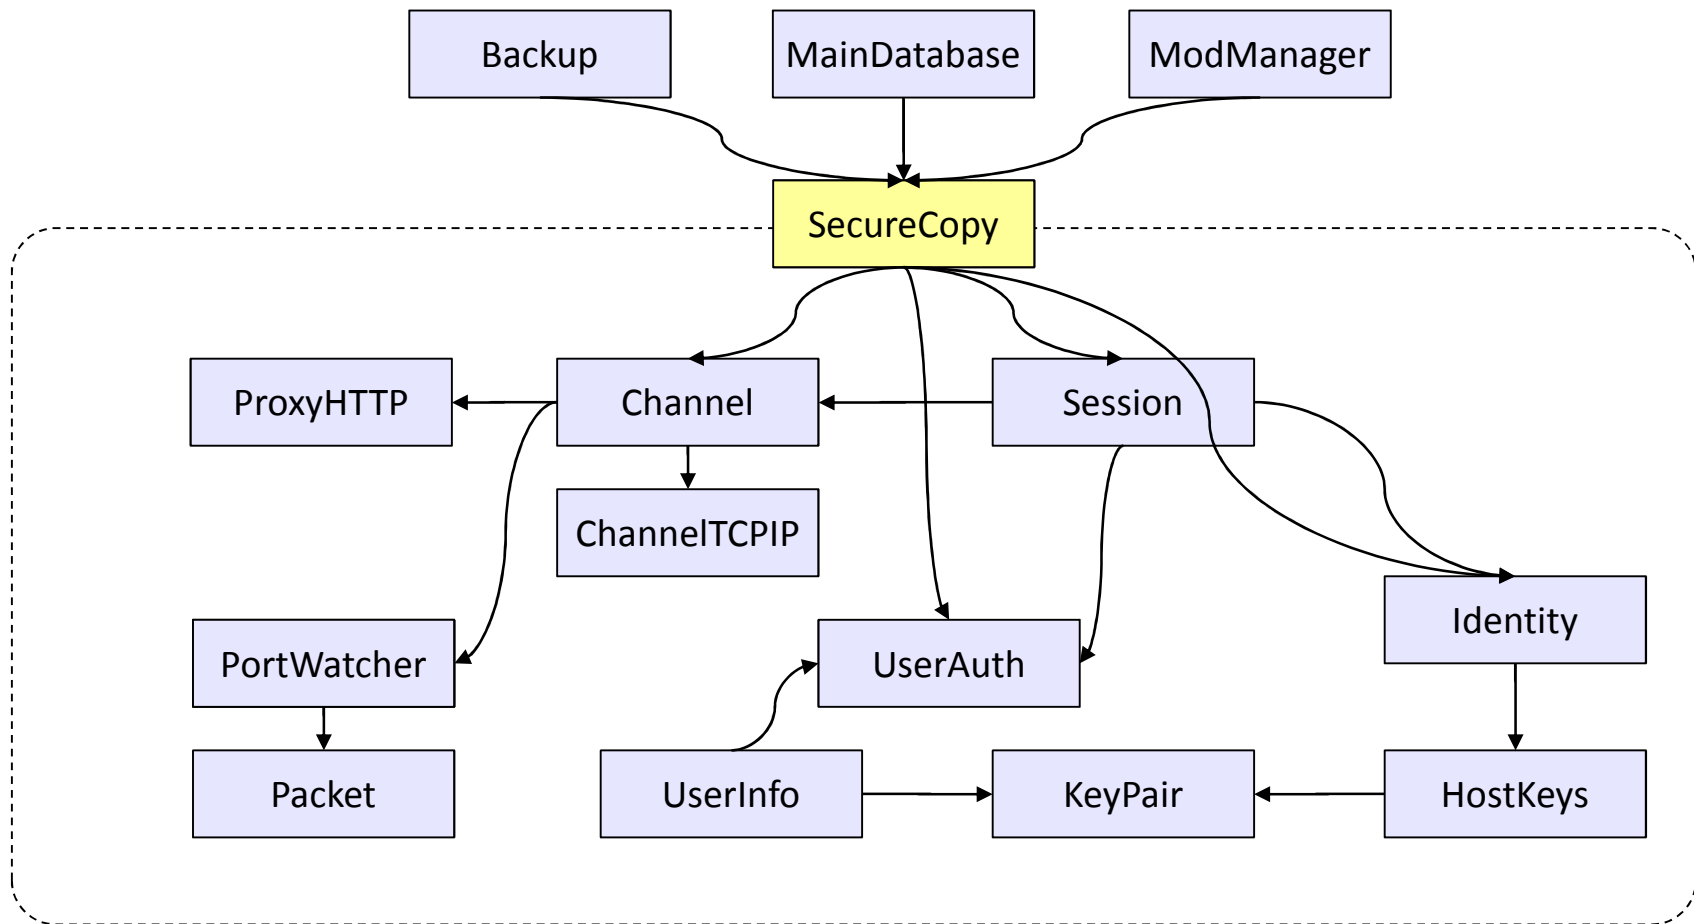 Backup
MainDatabase
ModManager
SecureCopy
ProxyHTTP
Channel
Session
ChannelTCPIP
Identity
PortWatcher
UserAuth
Packet
UserInfo
KeyPair
HostKeys